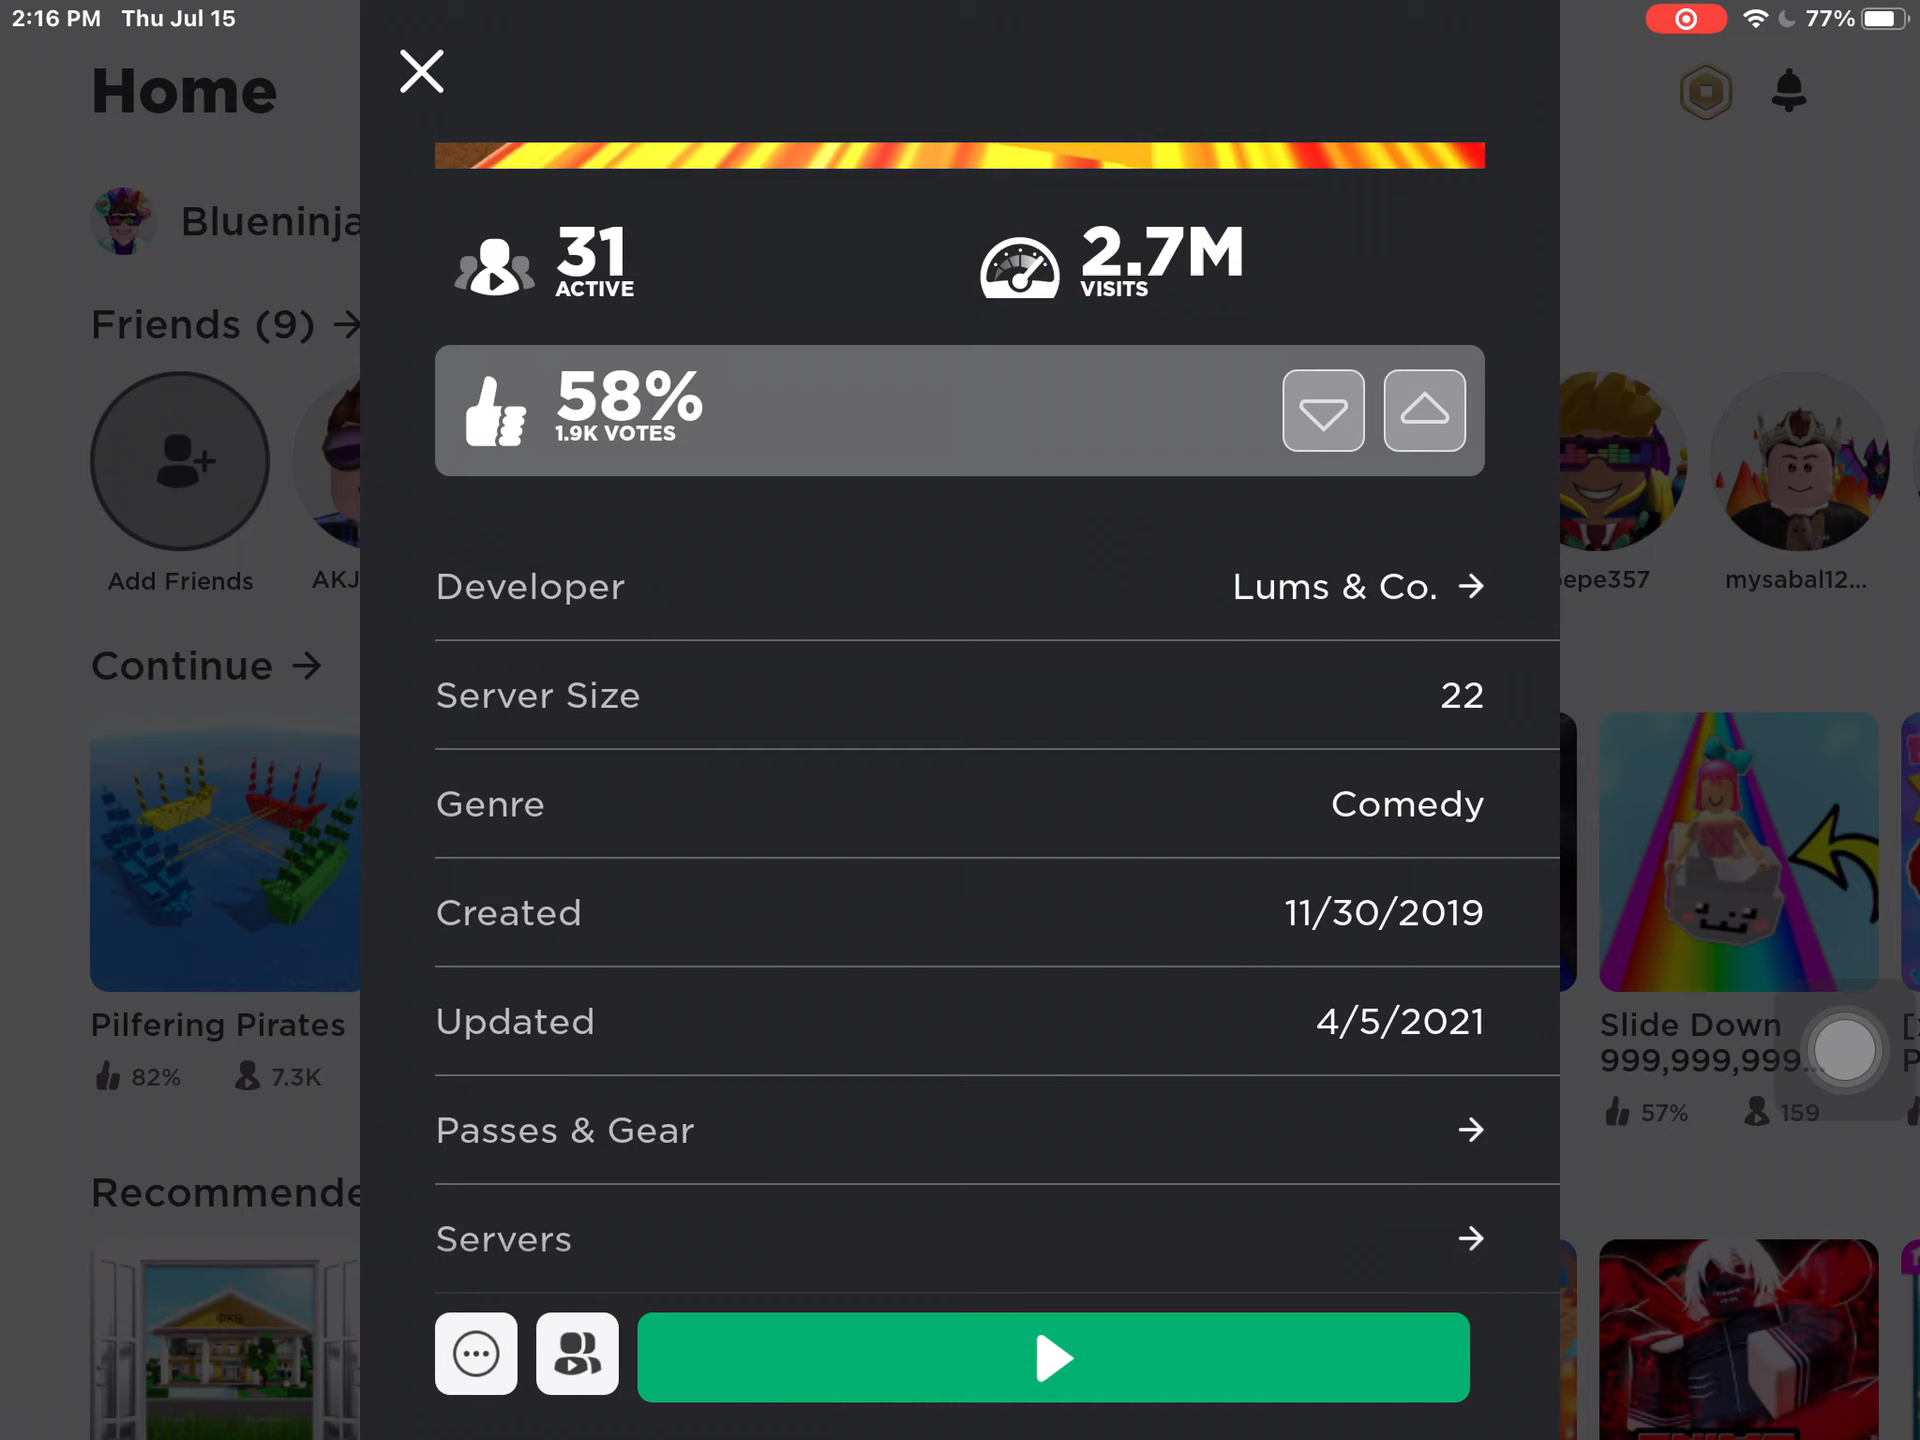 2:16 PM Thu Jul 15
77%
Home
Blueninja
31
ACTIVE
2.7M
VISITS
Friends (9) →
58%
1.9K VOTES
Add Friends
AKJ
epe357
mysabal12...
Developer
Lums & Co. →
Continue →
Server Size
22
Genre
Comedy
Created
11/30/2019
Updated
4/5/2021
Pilfering Pirates
82%
7.3K
Slide Down
999,999,999...
57%
159
Passes & Gear →
Recommende
Servers →